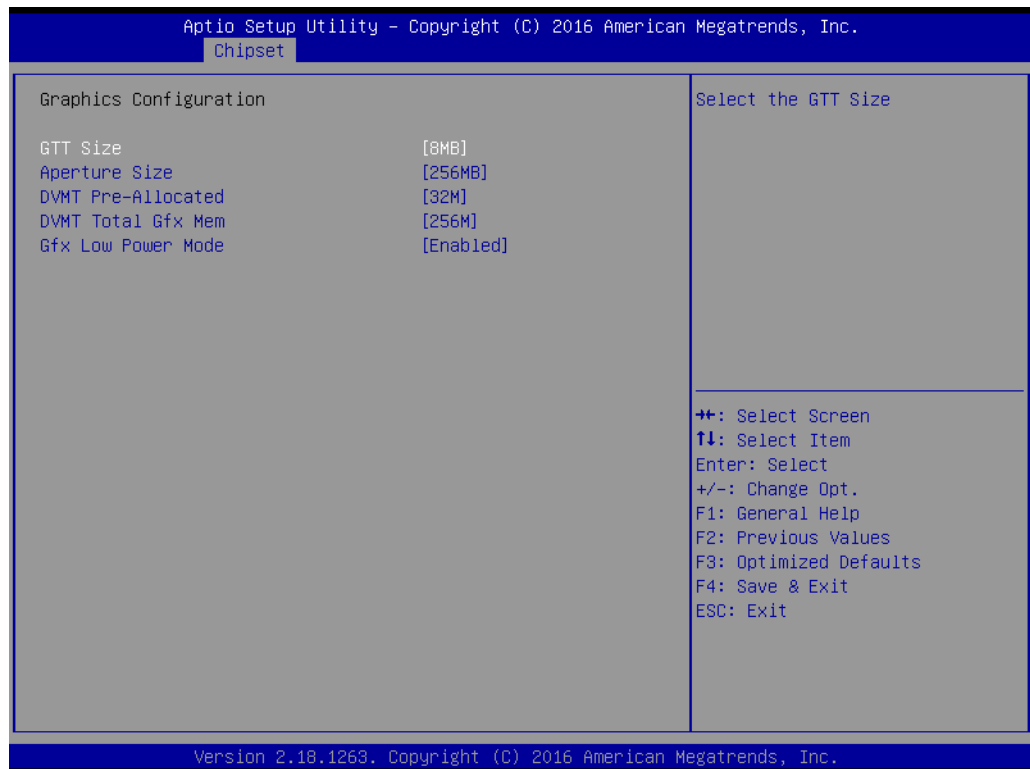 Aptio Setup Utility – Copyright (C) 2016 American Megatrends, Inc.
Chipset
Graphics Configuration
GTT Size [8MB]
Aperture Size [256MB]
DVMT Pre-Allocated [32M]
DVMT Total Gfx Mem [256M]
Gfx Low Power Mode [Enabled]
Select the GTT Size
→←: Select Screen
↑↓: Select Item
Enter: Select
+/-: Change Opt.
F1: General Help
F2: Previous Values
F3: Optimized Defaults
F4: Save & Exit
ESC: Exit
Version 2.18.1263. Copyright (C) 2016 American Megatrends, Inc.